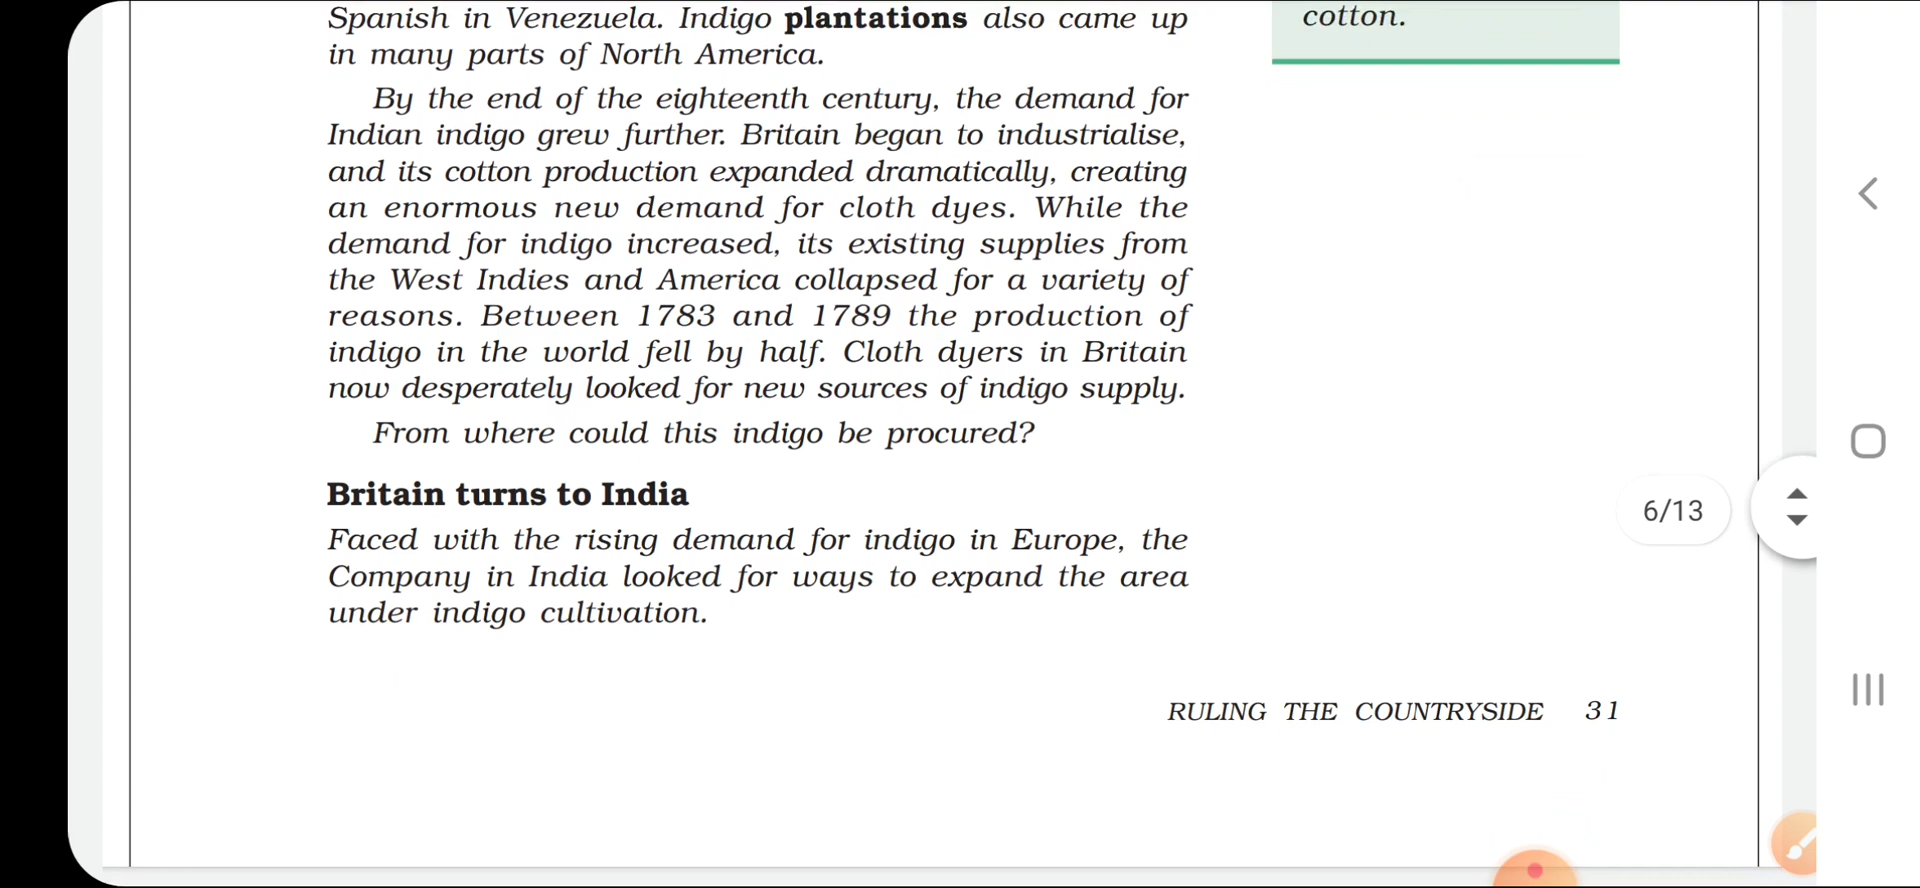 Spanish in Venezuela. Indigo plantations also came up
in many parts of North America.
cotton.
By the end of the eighteenth century, the demand for
Indian indigo grew further. Britain began to industrialise,
and its cotton production expanded dramatically, creating
an enormous new demand for cloth dyes. While the
demand for indigo increased, its existing supplies from
the West Indies and America collapsed for a variety of
reasons. Between 1783 and 1789 the production of
indigo in the world fell by half. Cloth dyers in Britain
now desperately looked for new sources of indigo supply.
From where could this indigo be procured?
Britain turns to India
Faced with the rising demand for indigo in Europe, the
Company in India looked for ways to expand the area
under indigo cultivation.
6/13
RULING THE COUNTRYSIDE 31